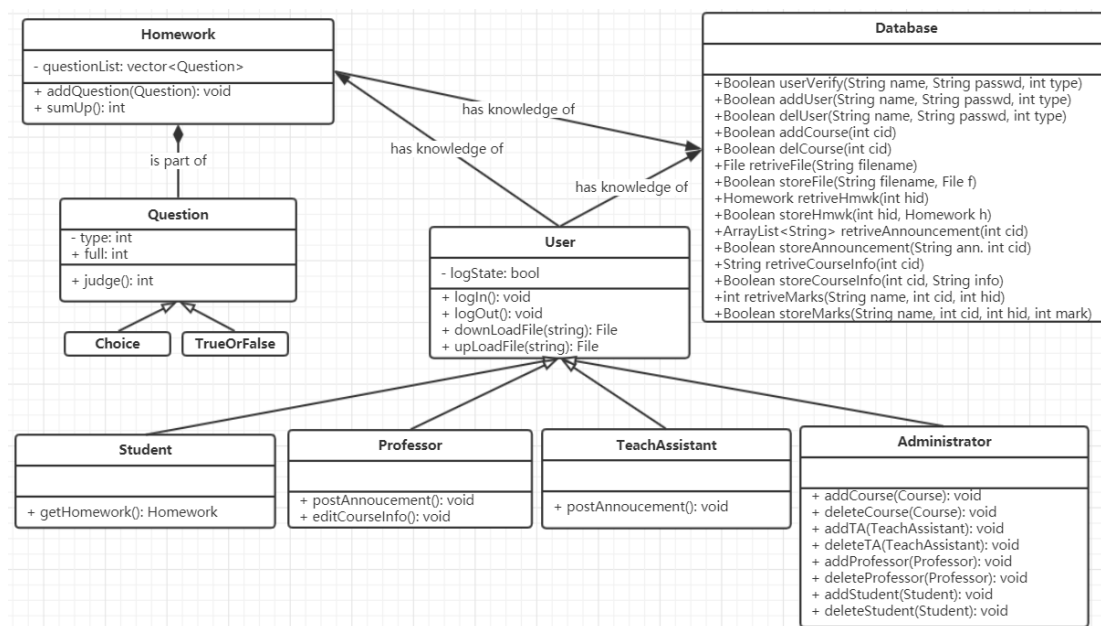 Homework
- questionList: vector<Question>
+ addQuestion(Question): void
+ sumUp(): int
is part of
Question
- type: int
+ full: int
+ judge(): int
Choice
TrueOrFalse
has knowledge of
has knowledge of
has knowledge of
Database
+Boolean userVerify(String name, String passwd, int type)
+Boolean addUser(String name, String passwd, int type)
+Boolean delUser(String name, String passwd, int type)
+Boolean addCourse(int cid)
+Boolean delCourse(int cid)
+File retriveFile(String filename)
+Boolean storeFile(String filename, File f)
+Homework retriveHmwk(int hid)
+Boolean storeHmwk(int hid, Homework h)
+ArrayList<String> retriveAnnouncement(int cid)
+Boolean storeAnnouncement(String ann. int cid)
+String retriveCourseInfo(int cid)
+Boolean storeCourseInfo(int cid, String info)
+int retriveMarks(String name, int cid, int hid)
+Boolean storeMarks(String name, int cid, int hid, int mark)
User
- logState: bool
+ logIn(): void
+ logOut(): void
+ downLoadFile(string): File
+ upLoadFile(string): File
Student
+ getHomework(): Homework
Professor
+ postAnnoucement(): void
+ editCourseInfo(): void
TeachAssistant
+ postAnnoucement(): void
Administrator
+ addCourse(Course): void
+ deleteCourse(Course): void
+ addTA(TeachAssistant): void
+ deleteTA(TeachAssistant): void
+ addProfessor(Professor): void
+ deleteProfessor(Professor): void
+ addStudent(Student): void
+ deleteStudent(Student): void